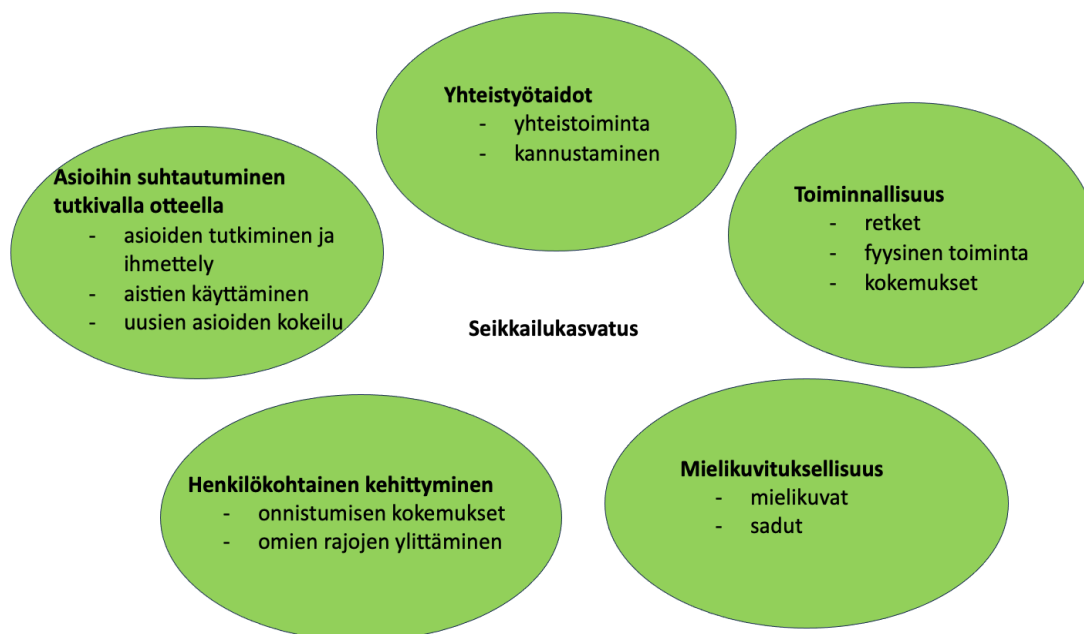 Yhteistyötaidot
- yhteistoiminta
- kannustaminen
Asioihin suhtautuminen
tutkivalla otteella
- asioiden tutkiminen ja
ihmettely
- aistien käyttäminen
- uusien asioiden kokeilu
Toiminnallisuus
- retket
- fyysinen toiminta
- kokemukset
Seikkailukasvatus
Henkilökohtainen kehittyminen
- onnistumisen kokemukset
- omien rajojen ylittäminen
Mielikuvituksellisuus
- mielikuvat
- sadut